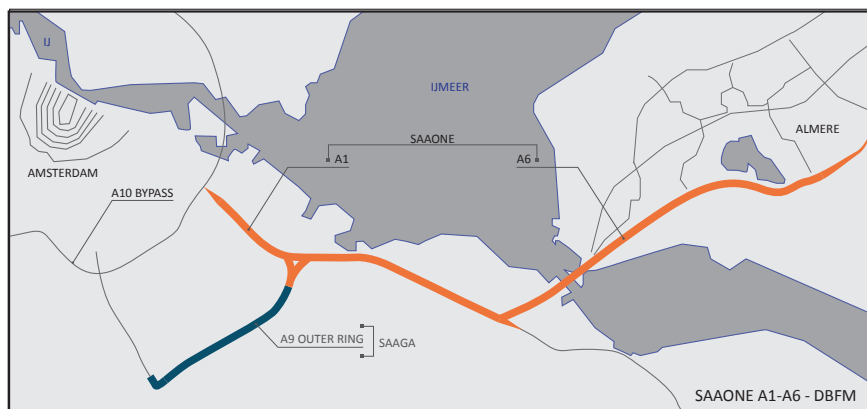 IJ
IJMEER
SAAONE
ALMERE
A1
A6
AMSTERDAM
A10 BYPASS
A9 OUTER RING
SAAGA
SAAONE A1-A6 - DBFM